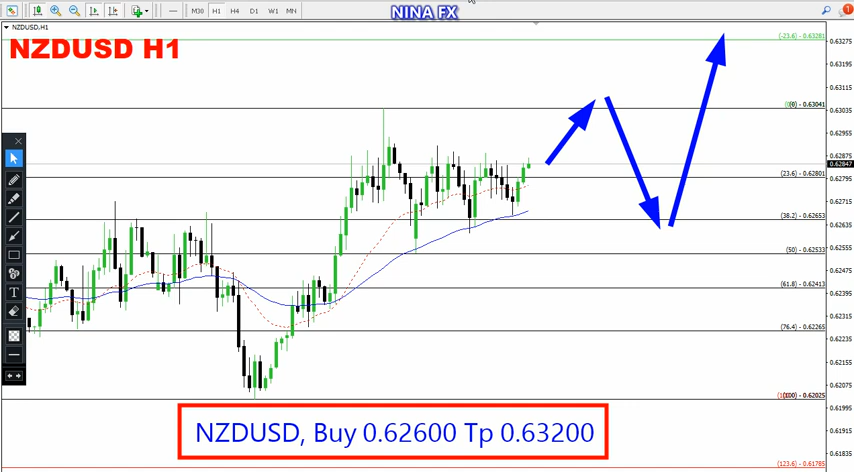 NZDUSD,H1
M30 H1 H4 D1 W1 MN
NINA FX
NZDUSD H1
(-23.6) - 0.63281
0.63275
0.63195
0.63115
(0) - 0.63041
0.63035
0.62955
0.62875
0.62847
(23.6) - 0.62801
0.62795
0.62715
(38.2) - 0.62653
0.62635
0.62555
(50) - 0.62533
0.62475
(61.8) - 0.62413
0.62395
0.62315
(76.4) - 0.62265
0.62235
0.62155
0.62075
(100) - 0.62025
0.61995
0.61915
0.61835
(123.6) - 0.61785
T
NZDUSD, Buy 0.62600 Tp 0.63200